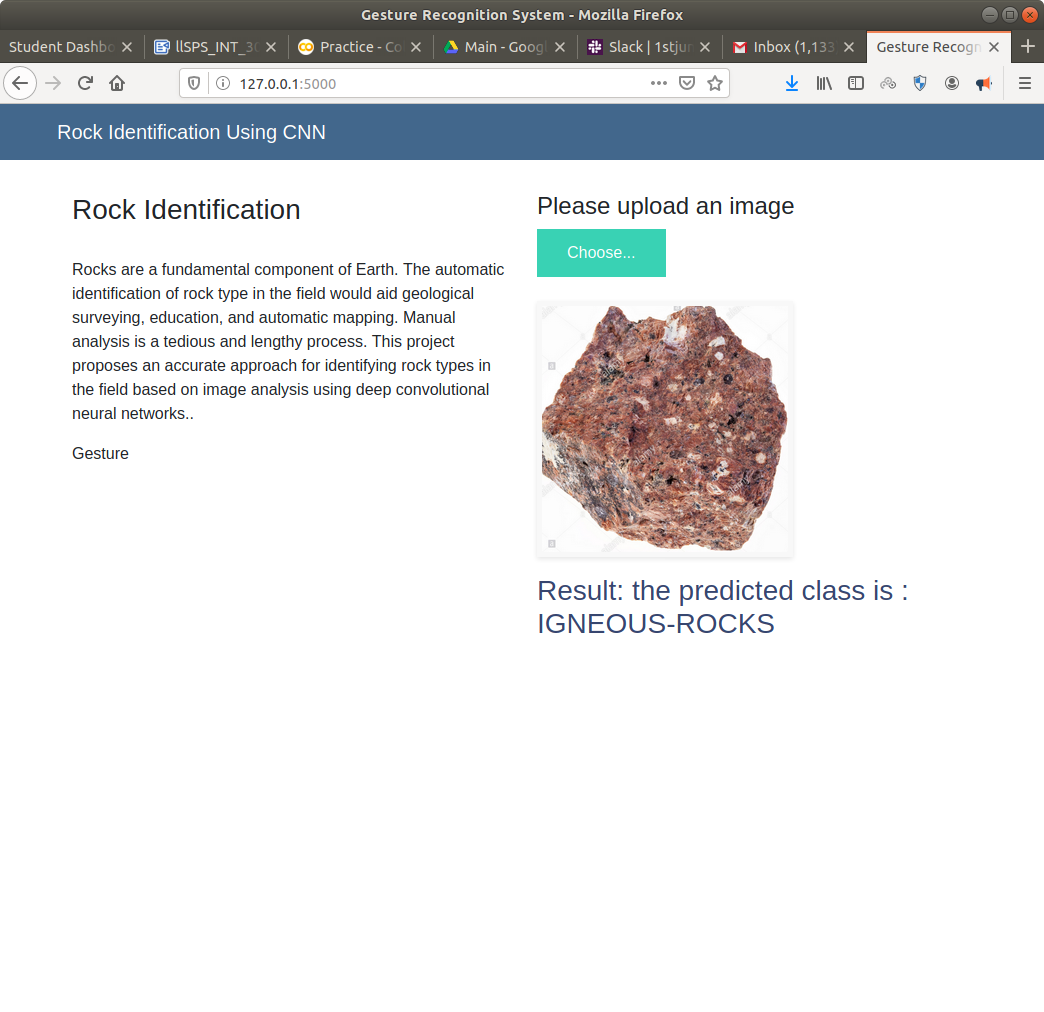 Gesture Recognition System - Mozilla Firefox
Student Dashbo
llSPS_INT_30
Practice - Co
Main - Googl
Slack | 1stjun
Inbox (1,133
Gesture Recogn
127.0.0.1:5000
Rock Identification Using CNN
Rock Identification
Rocks are a fundamental component of Earth. The automatic
identification of rock type in the field would aid geological
surveying, education, and automatic mapping. Manual
analysis is a tedious and lengthy process. This project
proposes an accurate approach for identifying rock types in
the field based on image analysis using deep convolutional
neural networks..
Gesture
Please upload an image
Choose...
Result: the predicted class is :
IGNEOUS-ROCKS